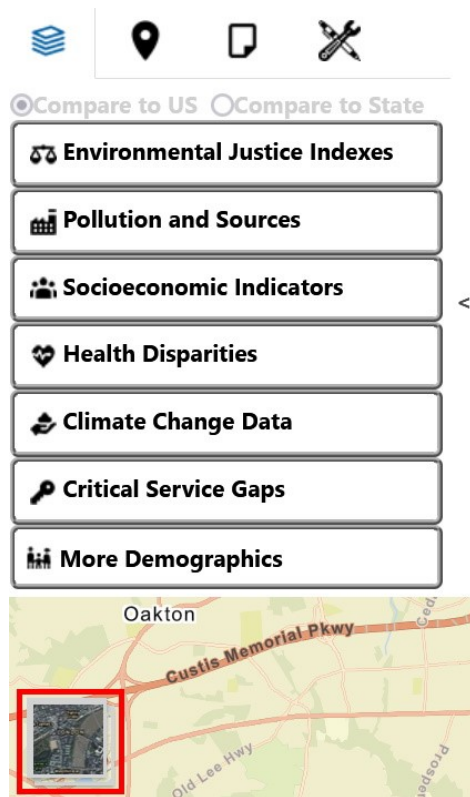 Compare to US Compare to State
Environmental Justice Indexes
Pollution and Sources
Socioeconomic Indicators
<
Health Disparities
Climate Change Data
Critical Service Gaps
More Demographics
Oakton
Custis Memorial Pkwy
Old Lee Hwy